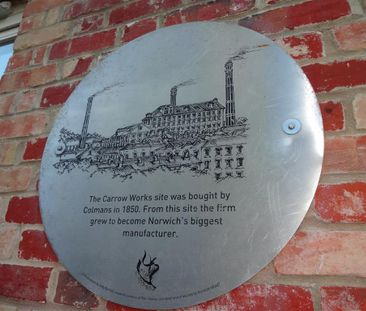 The Carrow Works site was bought by
Colmans in 1850. From this site the firm
grew to become Norwich's biggest
manufacturer.